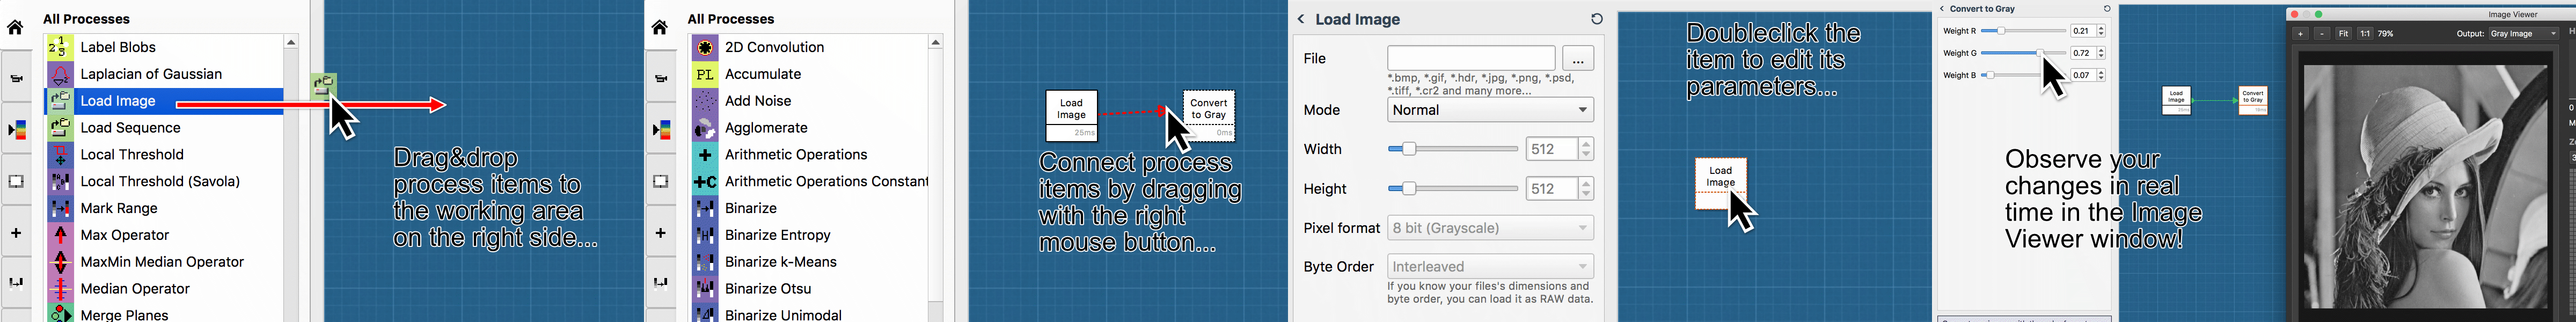 All Processes
Label Blobs
Laplacian of Gaussian
Load Image
Load Sequence
Local Threshold
Local Threshold (Savola)
Mark Range
Max Operator
MaxMin Median Operator
Median Operator
Merge Planes
Drag&drop
process items to
the working area
on the right side...
All Processes
2D Convolution
PL Accumulate
Add Noise
Agglomerate
Arithmetic Operations
+C Arithmetic Operations Constant
Binarize
Binarize Entropy
Binarize k-Means
Binarize Otsu
Binarize Unimodal
Load
Image
25ms
Convert
to Gray
0ms
Connect process
items by dragging
with the right
mouse button...
Load Image
File
...
*.bmp, *.gif, *.hdr, *.jpg, *.png, *.psd,
*.tiff, *.cr2 and many more...
Mode Normal
Width 512
Height 512
Pixel format 8 bit (Grayscale)
Byte Order Interleaved
If you know your files's dimensions and
byte order, you can load it as RAW data.
Doubleclick the
item to edit its
parameters...
Load
Image
Convert to Gray
Weight R 0.21
Weight G 0.72
Weight B 0.07
Load
Image
Convert
to Gray
Observe your
changes in real
time in the Image
Viewer window!
Image Viewer
+ - Fit 1:1 79% Output: Gray Image